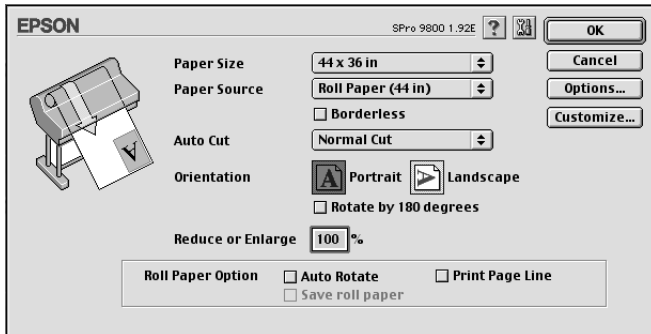 EPSON SPro 9800 1.92E ? OK
Paper Size 44 x 36 in Cancel
Paper Source Roll Paper (44 in) Options...
Borderless Customize...
Auto Cut Normal Cut
Orientation A Portrait A Landscape
Rotate by 180 degrees
Reduce or Enlarge 100 %
Roll Paper Option Auto Rotate Print Page Line
Save roll paper
A